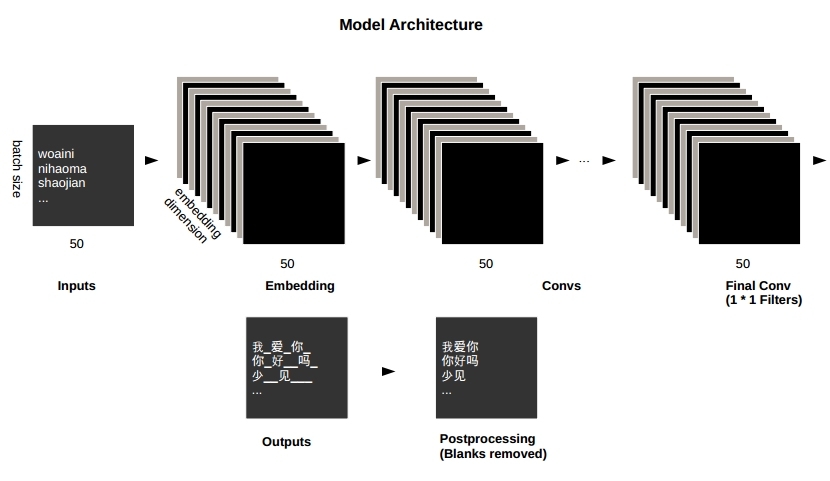 Model Architecture
batch size
woaini
nihaoma
shaojian
...
50
Inputs
embedding
dimension
50
Embedding
50
...
Convs
50
Final Conv
(1 * 1 Filters)
我_爱_你_
你_好__吗_
少__见___
...
Outputs
我爱你
你好吗
少见
...
Postprocessing
(Blanks removed)